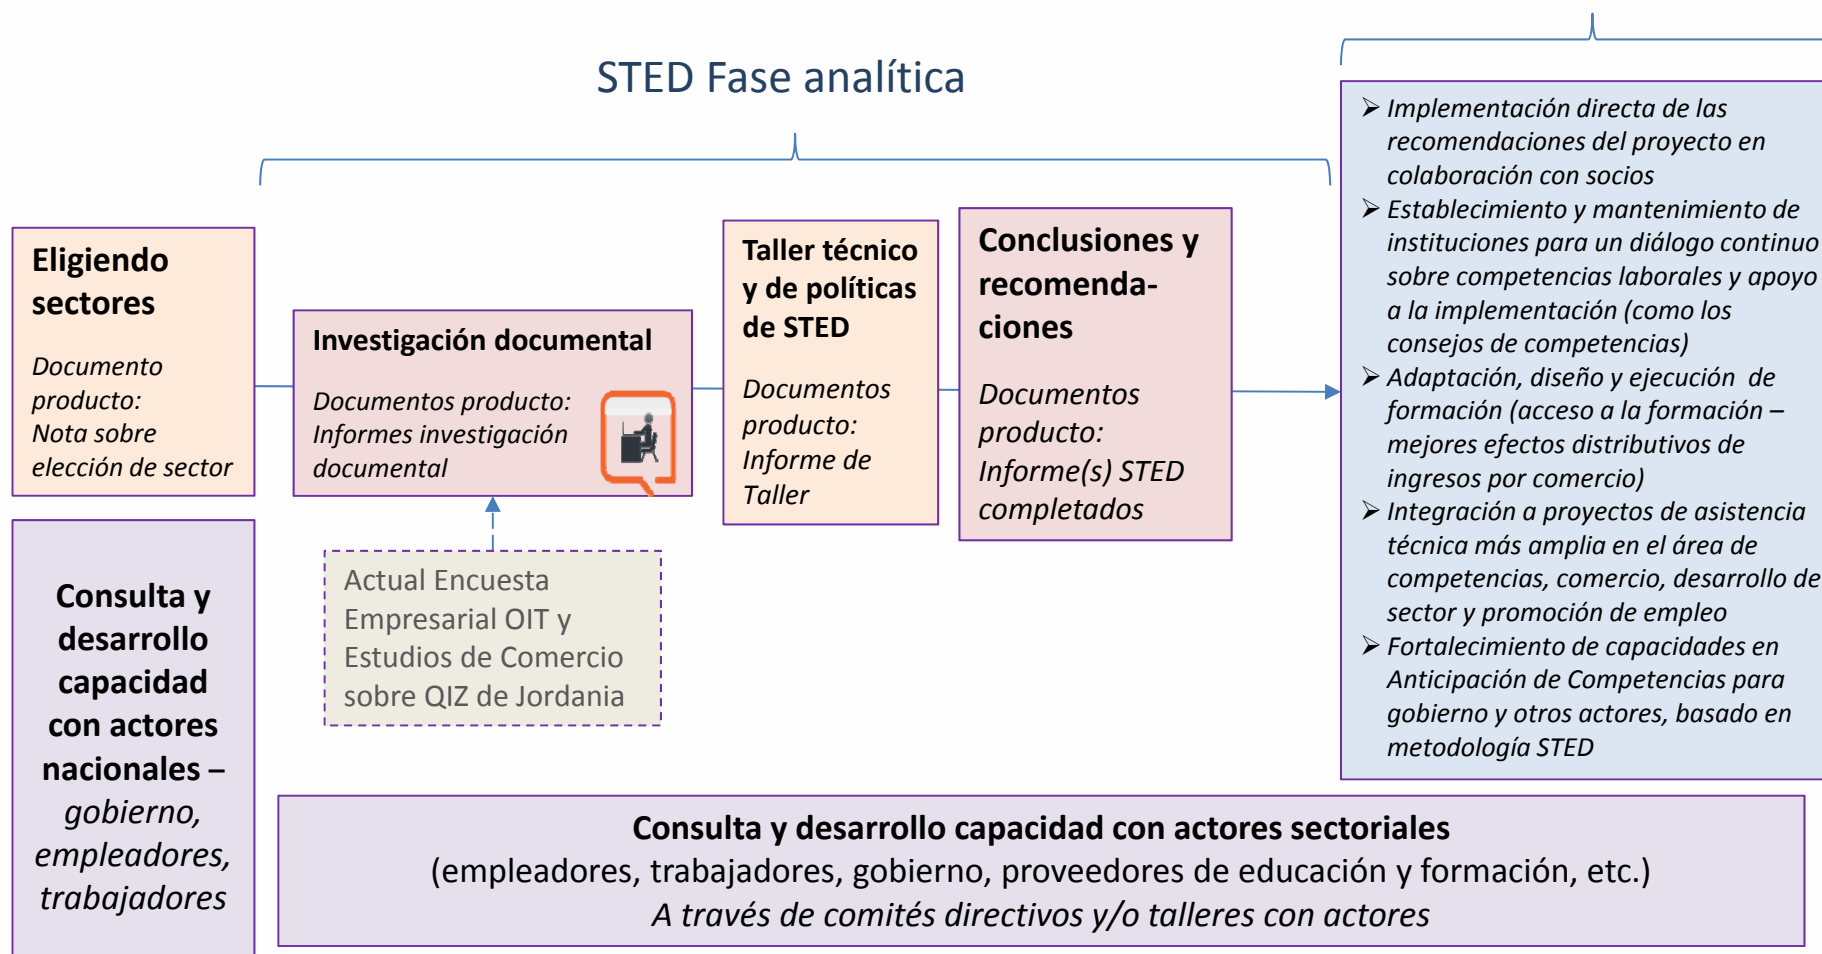 STED Fase analítica
Eligiendo
sectores
Documento
producto:
Nota sobre
elección de sector
Consulta y
desarrollo
capacidad
con actores
nacionales –
gobierno,
empleadores,
trabajadores
Investigación documental
Documentos producto:
Informes investigación
documental
Actual Encuesta
Empresarial OIT y
Estudios de Comercio
sobre QIZ de Jordania
Taller técnico
y de políticas
de STED
Documentos
producto:
Informe de
Taller
Conclusiones y
recomenda-
ciones
Documentos
producto:
Informe(s) STED
completados
➢ Implementación directa de las
recomendaciones del proyecto en
colaboración con socios
➢ Establecimiento y mantenimiento de
instituciones para un diálogo continuo
sobre competencias laborales y apoyo
a la implementación (como los
consejos de competencias)
➢ Adaptación, diseño y ejecución de
formación (acceso a la formación –
mejores efectos distributivos de
ingresos por comercio)
➢ Integración a proyectos de asistencia
técnica más amplia en el área de
competencias, comercio, desarrollo de
sector y promoción de empleo
➢ Fortalecimiento de capacidades en
Anticipación de Competencias para
gobierno y otros actores, basado en
metodología STED
Consulta y desarrollo capacidad con actores sectoriales
(empleadores, trabajadores, gobierno, proveedores de educación y formación, etc.)
A través de comités directivos y/o talleres con actores